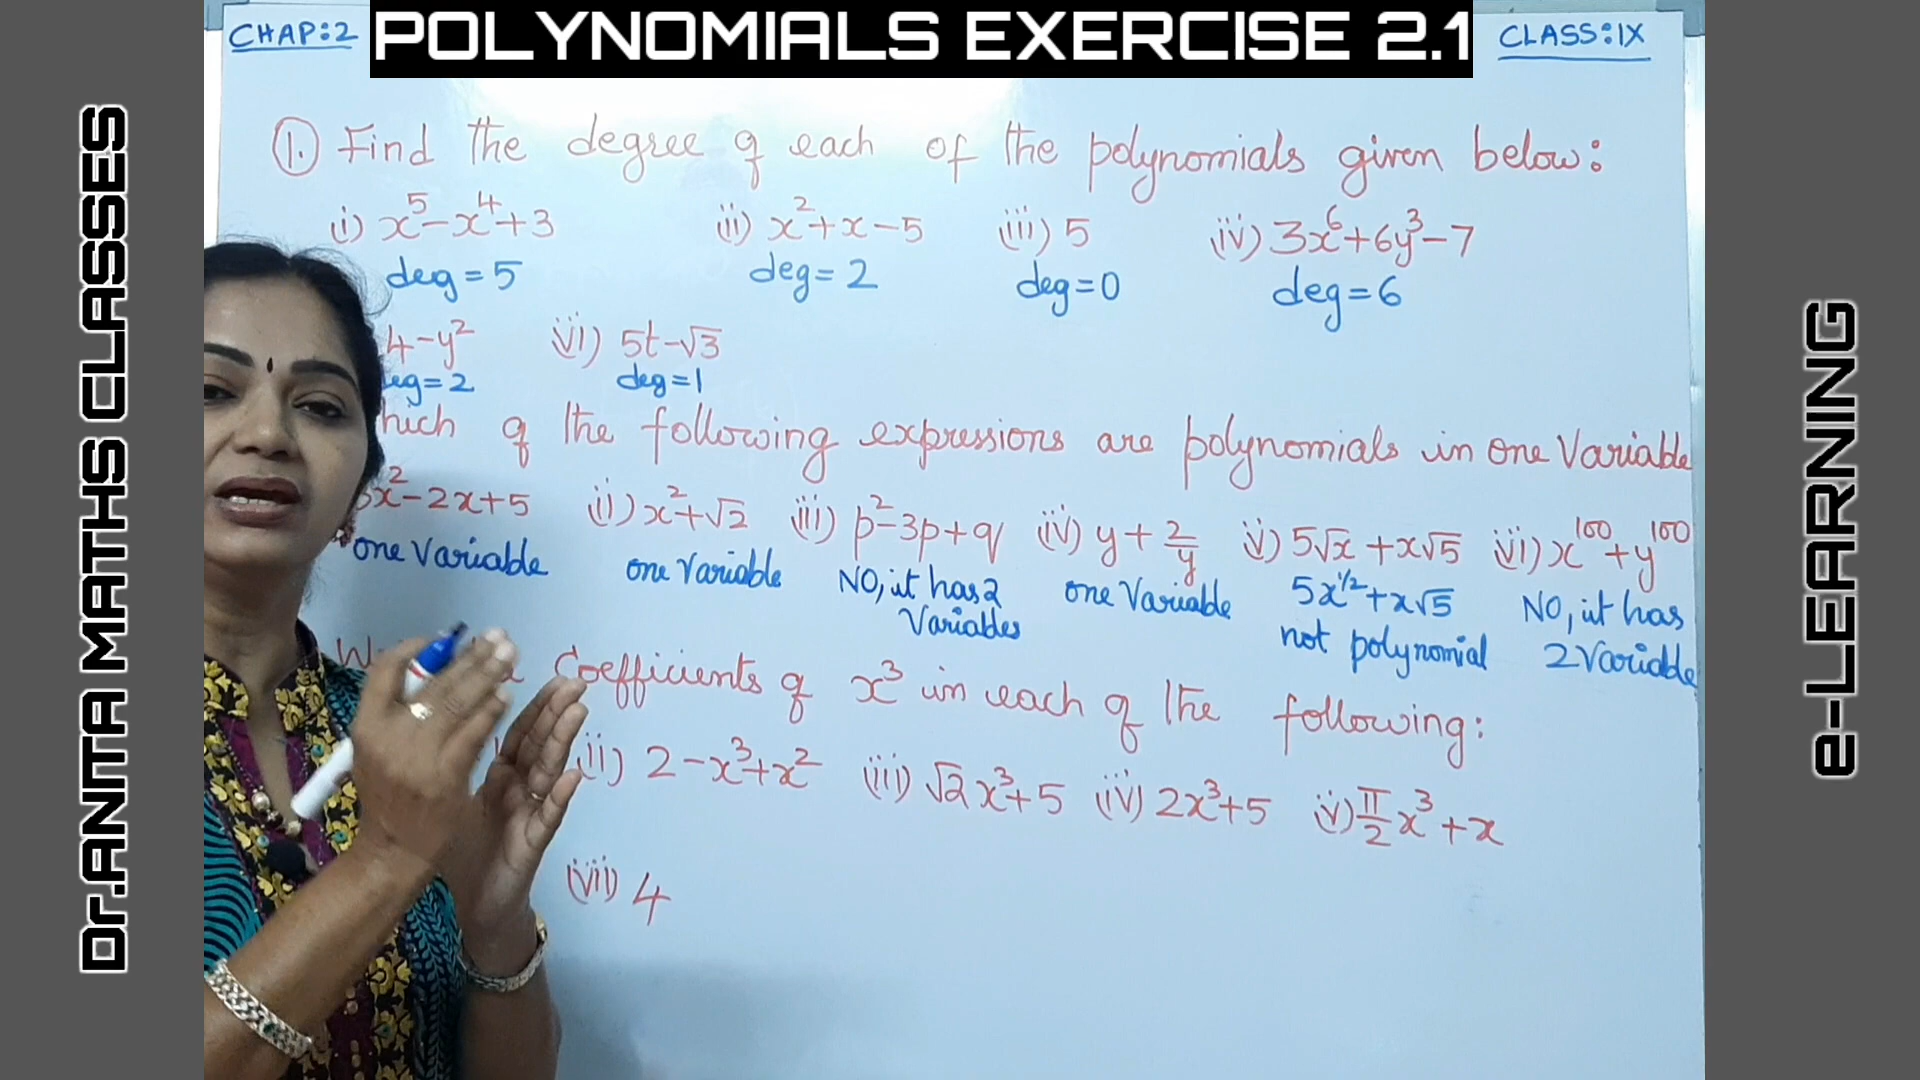 POLYNOMIALS EXERCISE 2.1
CHAP:2
CLASS:IX
Dr.ANITA MATHS CLASSES
e-LEARNING
1. Find the degree of each of the polynomials given below:
i) x⁵-x⁴+3 (ii) x²+x-5 (iii) 5 (iv) 3x⁶+6y³-7
deg=5 deg=2 deg=0 deg=6
4-y² (vi) 5t-√3
eg=2 deg=1
hich of the following expressions are polynomials in one Variable
x²-2x+5 (ii) x²+√2 (iii) p²-3p+q (iv) y+2/y (v) 5√x+x√5 (vi) x¹⁰⁰+y¹⁰⁰
one Variable one Variable NO, it has 2 Variables one Variable 5x^1/2+x√5 not polynomial NO, it has 2 Variable
Coefficients of x³ in each of the following:
(ii) 2-x³+x² (iii) √2x³+5 (iv) 2x³+5 (v) π/2 x³+x
(vii) 4